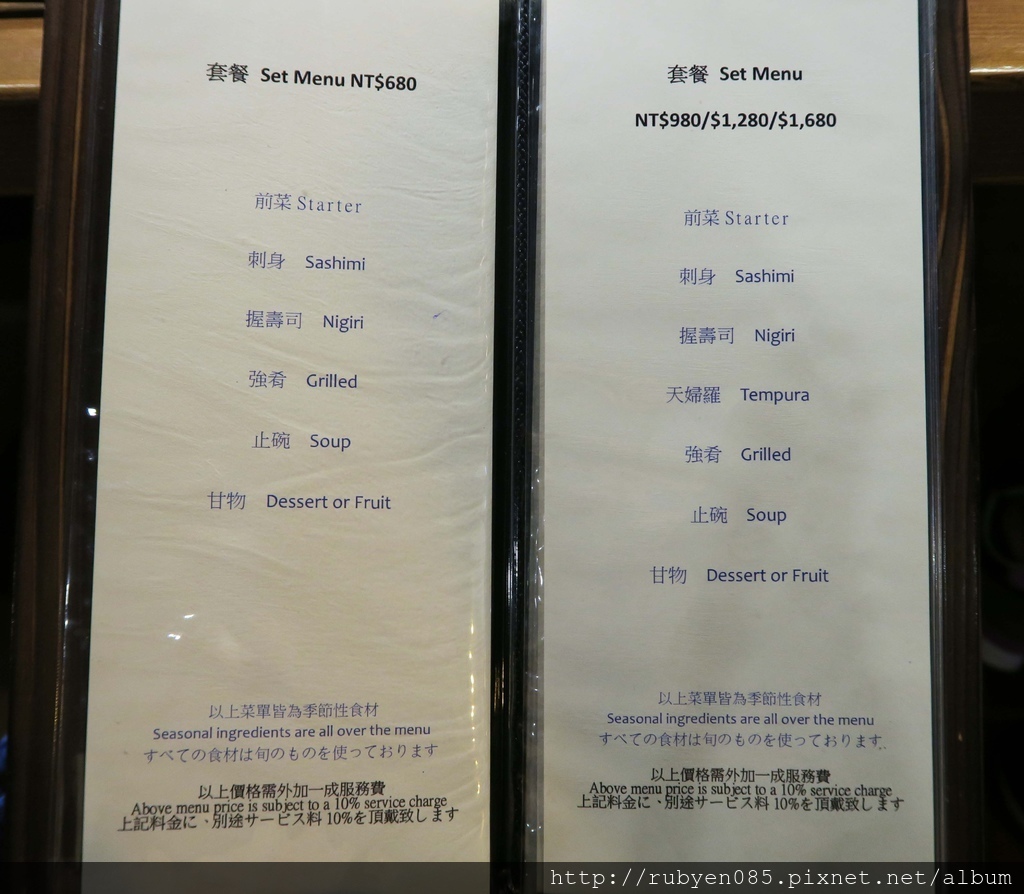 套餐 Set Menu NT$680
前菜 Starter
刺身 Sashimi
握壽司 Nigiri
強肴 Grilled
止碗 Soup
甘物 Dessert or Fruit
以上菜單皆為季節性食材
Seasonal ingredients are all over the menu
すべての食材は旬のものを使っております
以上價格需外加一成服務費
Above menu price is subject to a 10% service charge
上記料金に、別途サービス料 10%を頂戴致します
套餐 Set Menu
NT$980/$1,280/$1,680
前菜 Starter
刺身 Sashimi
握壽司 Nigiri
天婦羅 Tempura
強肴 Grilled
止碗 Soup
甘物 Dessert or Fruit
以上菜單皆為季節性食材
Seasonal ingredients are all over the menu
すべての食材は旬のものを使っております。
以上價格需外加一成服務費
Above menu price is subject to a 10% service charge
上記料金に、別途サービス料 10%を頂戴致します
http://rubyen085.pixnet.net/album